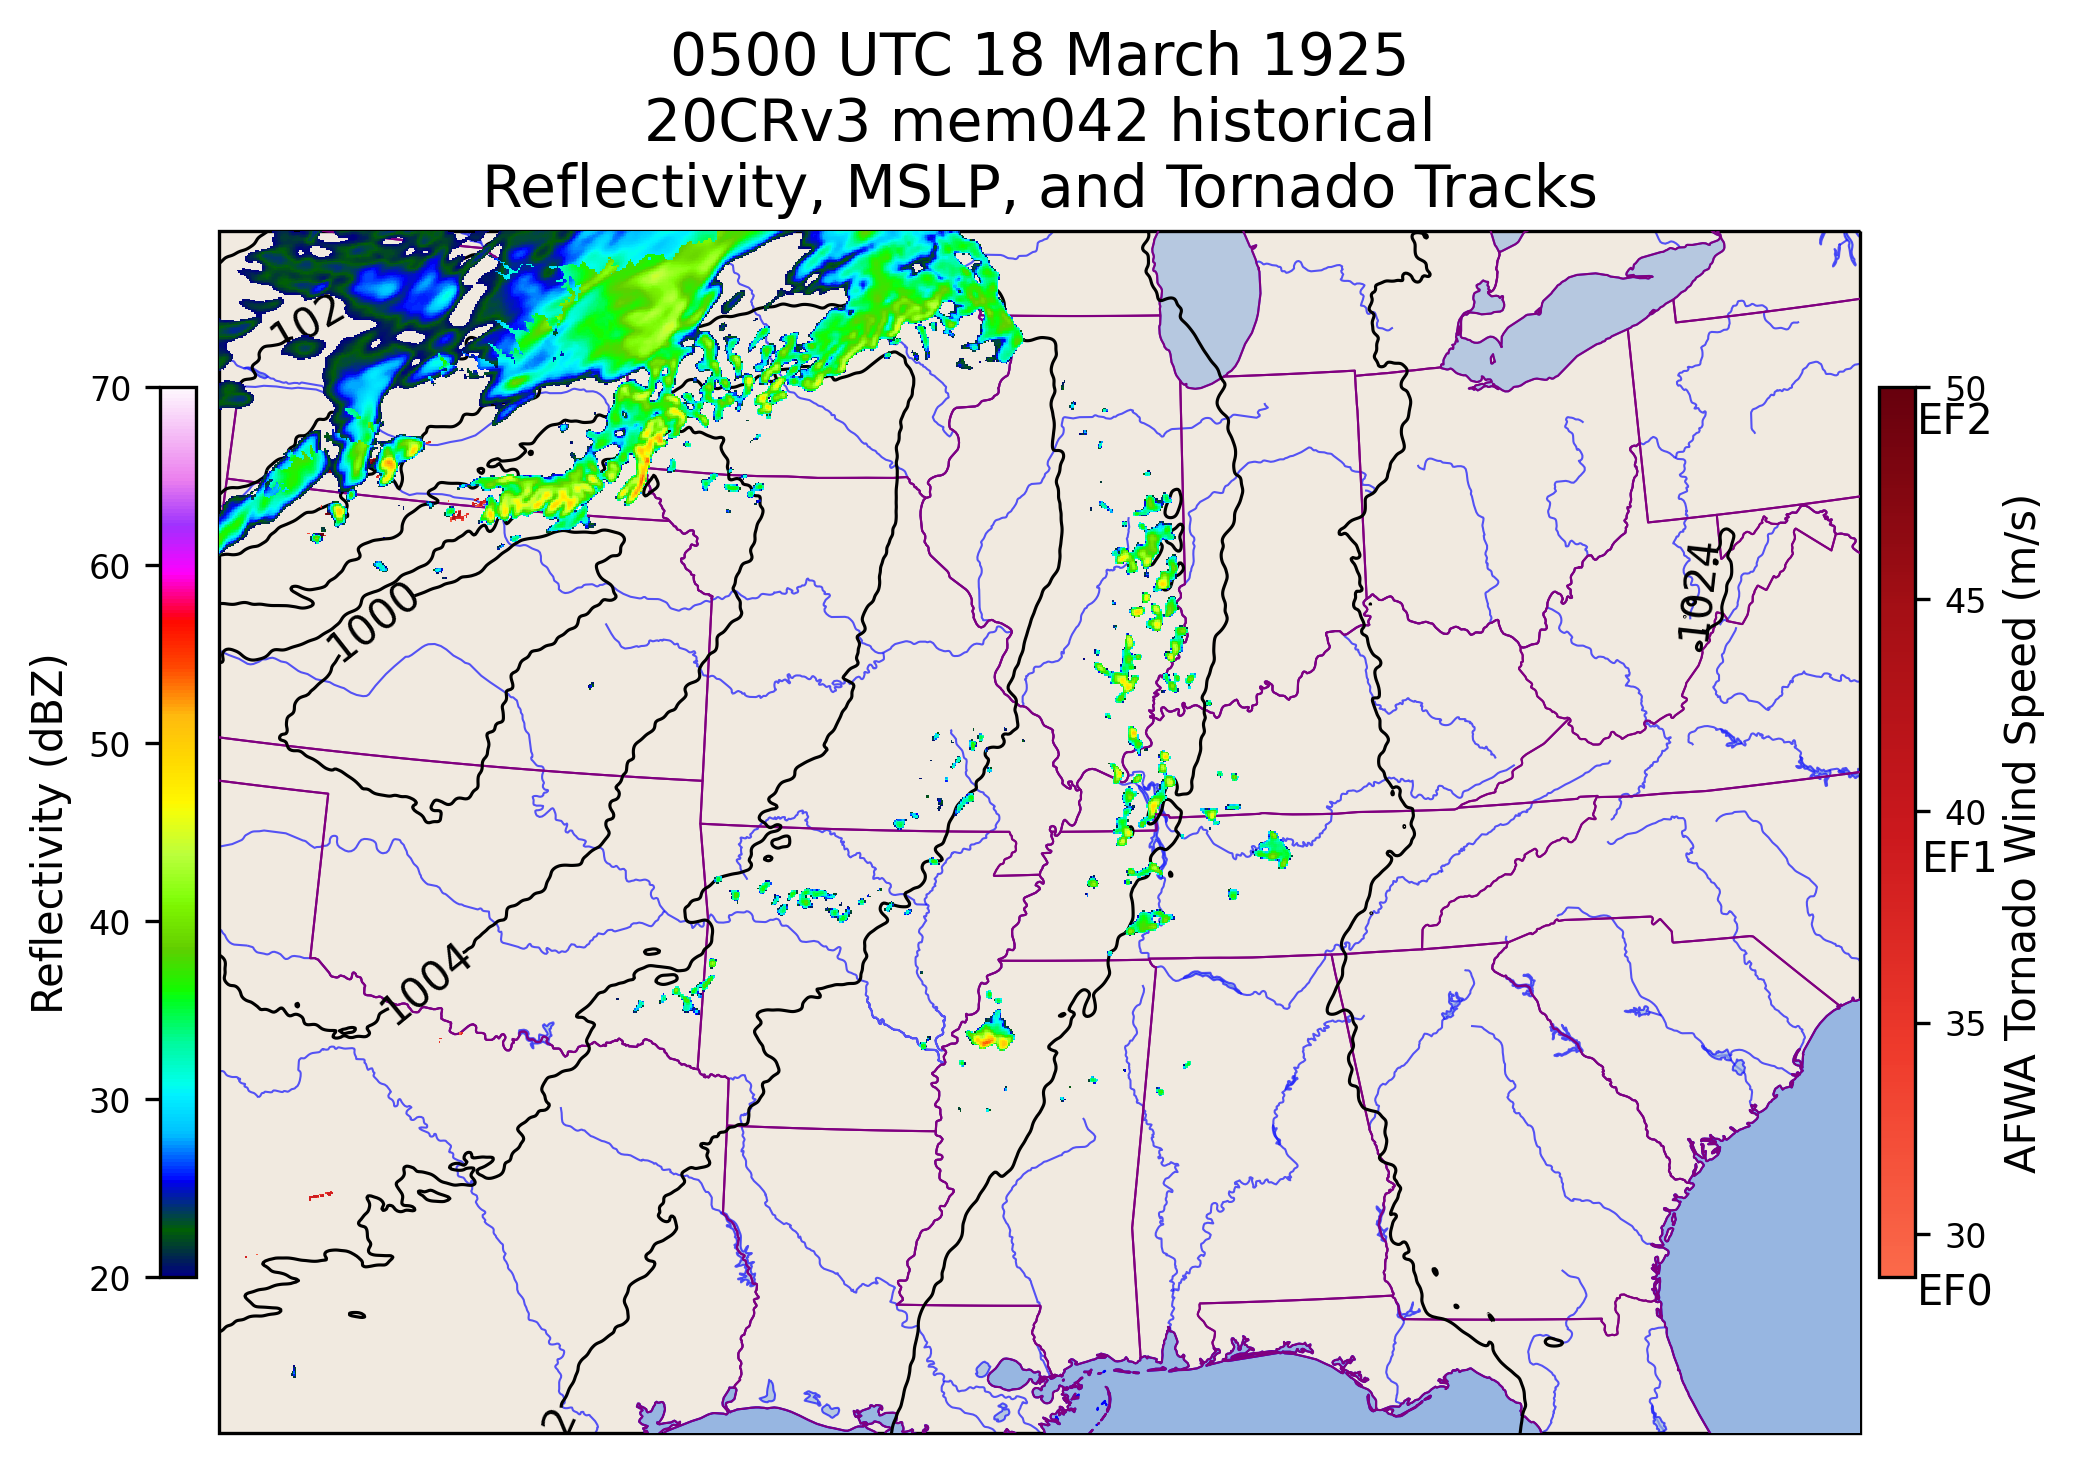 0500 UTC 18 March 1925
20CRv3 mem042 historical
Reflectivity, MSLP, and Tornado Tracks
102
1000
1004
1024
2
Reflectivity (dBZ)
70
60
50
40
30
20
AFWA Tornado Wind Speed (m/s)
50
EF2
45
40
EF1
35
30
EF0